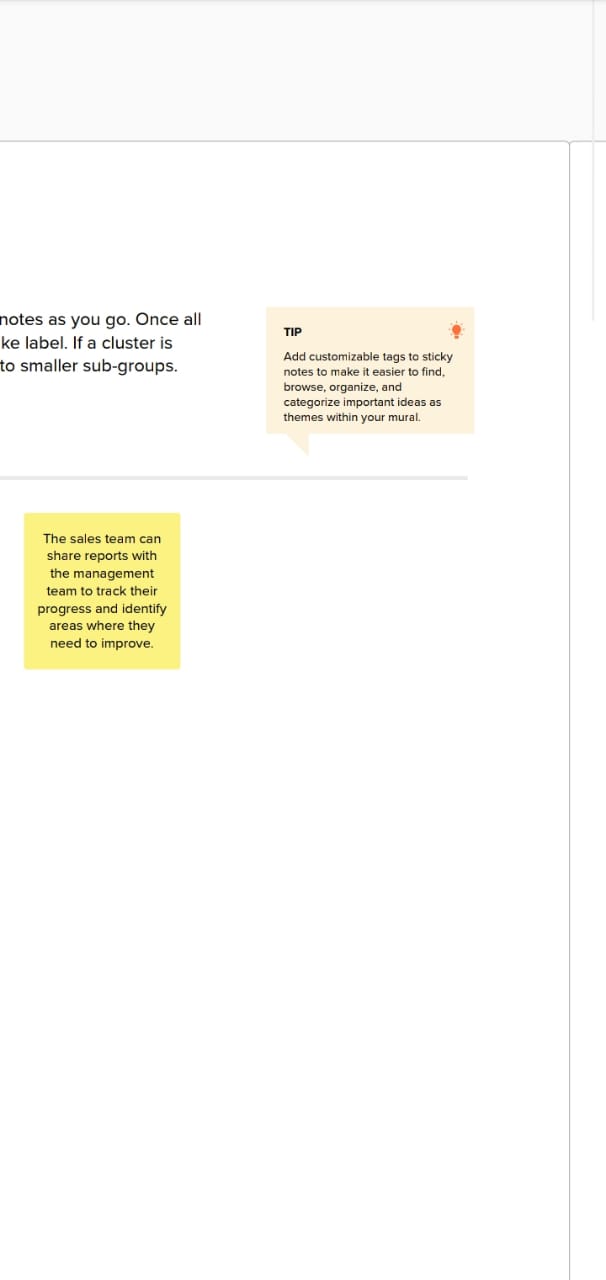 notes as you go. Once all
ke label. If a cluster is
to smaller sub-groups.
TIP
Add customizable tags to sticky
notes to make it easier to find,
browse, organize, and
categorize important ideas as
themes within your mural.
The sales team can
share reports with
the management
team to track their
progress and identify
areas where they
need to improve.